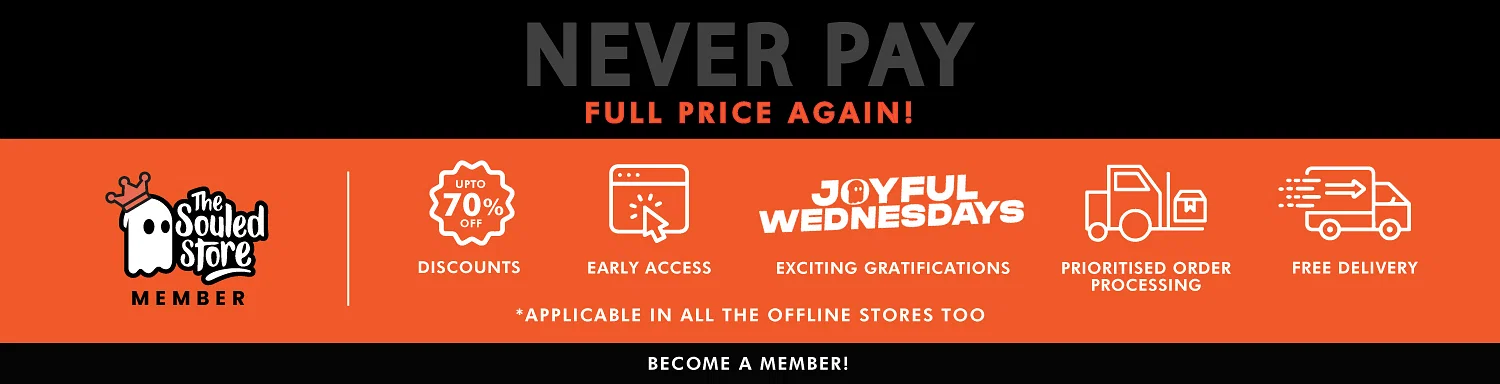 NEVER PAY
FULL PRICE AGAIN!
The
Souled
Store
MEMBER
UPTO
70%
OFF
DISCOUNTS
EARLY ACCESS
JOYFUL
WEDNESDAYS
EXCITING GRATIFICATIONS
PRIORITISED ORDER
PROCESSING
FREE DELIVERY
*APPLICABLE IN ALL THE OFFLINE STORES TOO
BECOME A MEMBER!